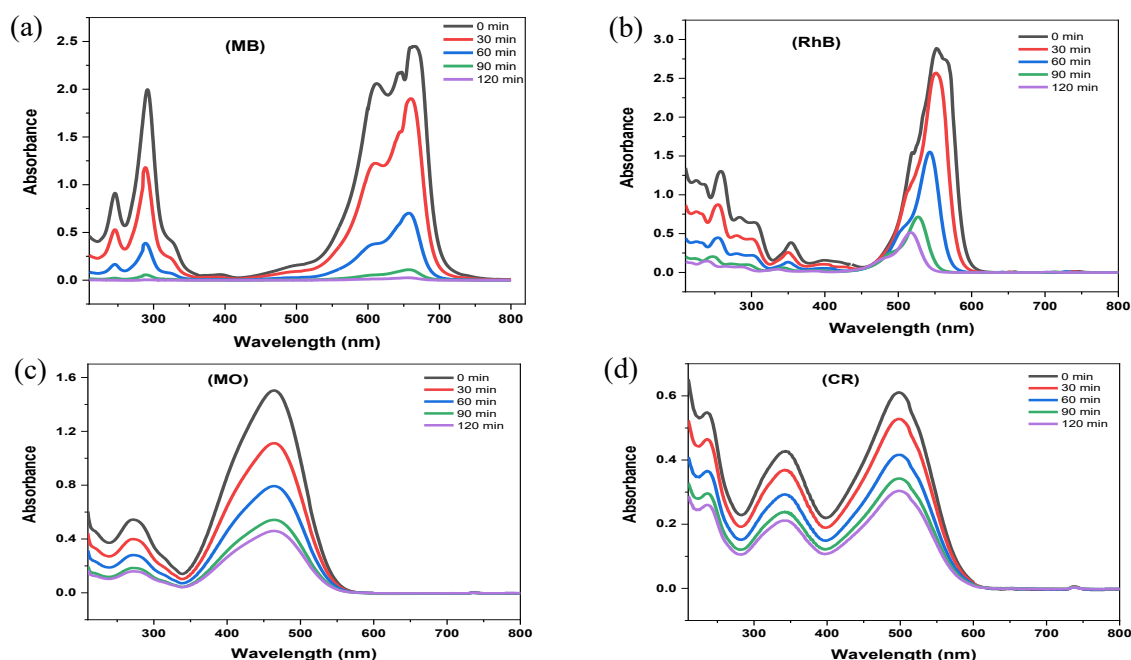 (a)
(MB)
0 min
30 min
60 min
90 min
120 min
2.5
2.0
1.5
1.0
0.5
0.0
Absorbance
300
400
500
600
700
800
Wavelength (nm)
(b)
(RhB)
0 min
30 min
60 min
90 min
120 min
3.0
2.5
2.0
1.5
1.0
0.5
0.0
Absorbance
300
400
500
600
700
800
Wavelength (nm)
(c)
(MO)
0 min
30 min
60 min
90 min
120 min
1.6
1.2
0.8
0.4
0.0
Absorbance
300
400
500
600
700
800
Wavelength (nm)
(d)
(CR)
0 min
30 min
60 min
90 min
120 min
0.6
0.4
0.2
0.0
Absorbance
300
400
500
600
700
800
Wavelength (nm)